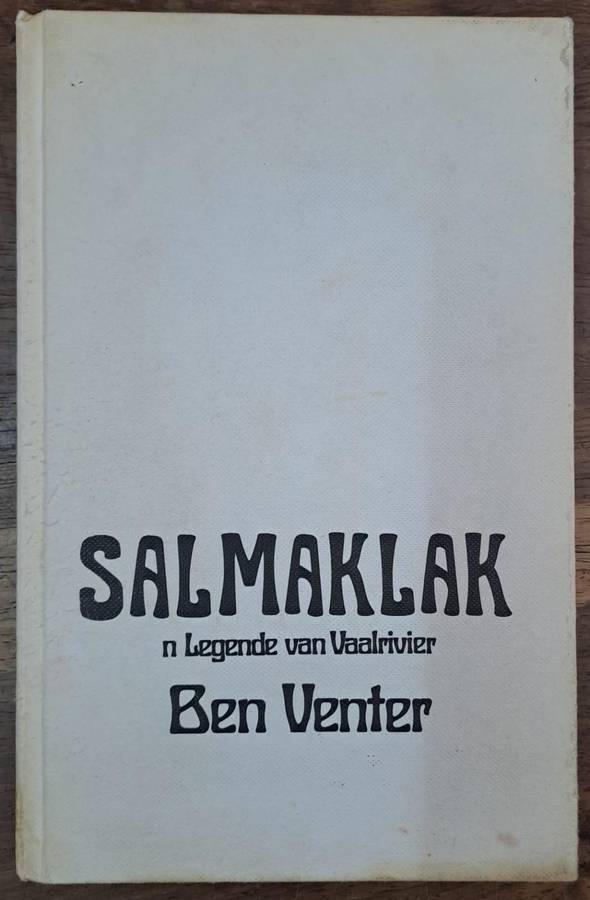 SALMAKLAK
n Legende van Vaalrivier
Ben Venter